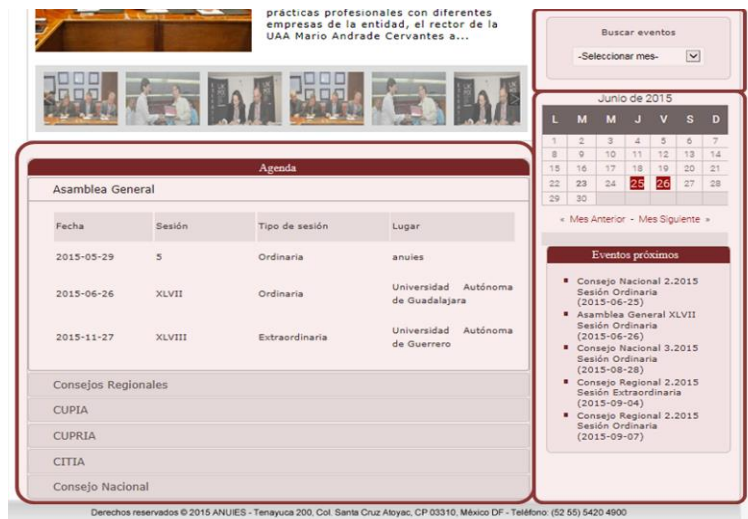 prácticas profesionales con diferentes
empresas de la entidad, el rector de la
UAA Mario Andrade Cervantes a...
Buscar eventos
-Seleccionar mes-
Junio de 2015
L M M J V S D
1 2 3 4 5 6 7
8 9 10 11 12 13 14
15 16 17 18 19 20 21
22 23 24 25 26 27 28
29 30
« Mes Anterior - Mes Siguiente »
Agenda
Asamblea General
Fecha Sesión Tipo de sesión Lugar
2015-05-29 5 Ordinaria anuies
2015-06-26 XLVII Ordinaria Universidad Autónoma
de Guadalajara
2015-11-27 XLVIII Extraordinaria Universidad Autónoma
de Guerrero
Consejos Regionales
CUPIA
CUPRIA
CITIA
Consejo Nacional
Eventos próximos
Consejo Nacional 2.2015
Sesión Ordinaria
(2015-06-25)
Asamblea General XLVII
Sesión Ordinaria
(2015-06-26)
Consejo Nacional 3.2015
Sesión Ordinaria
(2015-08-28)
Consejo Regional 2.2015
Sesión Extraordinaria
(2015-09-04)
Consejo Regional 2.2015
Sesión Ordinaria
(2015-09-07)
Derechos reservados © 2015 ANUIES - Tenayuca 200, Col. Santa Cruz Atoyac, CP 03310, México DF - Teléfono: (52 55) 5420 4900